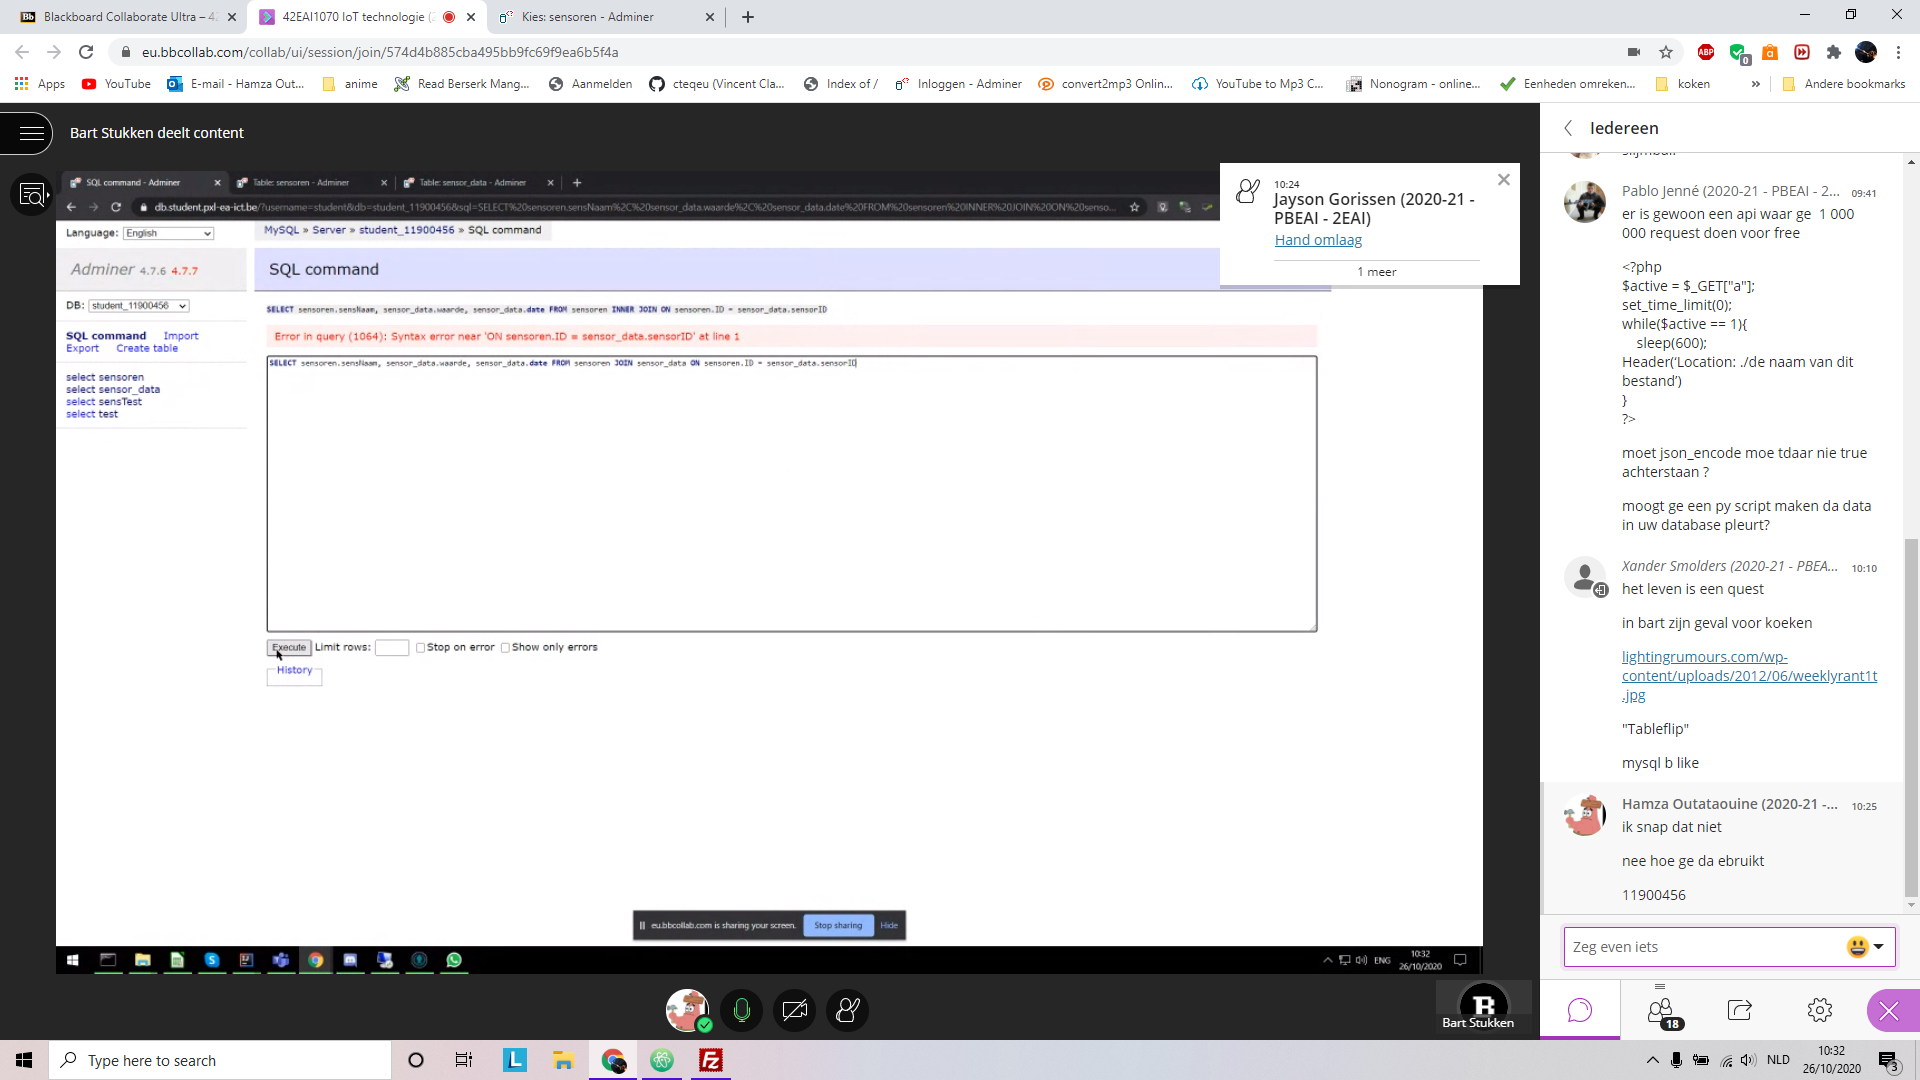 Blackboard Collaborate Ultra – 42
42EAI1070 IoT technologie (2
Kies: sensoren - Adminer
eu.bbcollab.com/collab/ui/session/join/574d4b885cba495bb9fc69f9ea6b5f4a
Apps
YouTube
E-mail - Hamza Out...
anime
Read Berserk Mang...
Aanmelden
cteqeu (Vincent Cla...
Index of /
Inloggen - Adminer
convert2mp3 Onlin...
YouTube to Mp3 C...
Nonogram - online...
Eenheden omreken...
koken
»
Andere bookmarks
Bart Stukken deelt content
SQL command - Adminer
Table: sensoren - Adminer
Table: sensor_data - Adminer
db.student.pxl-ea-ict.be/?username=student&db=student_11900456&sql=SELECT%20sensoren.sensNaam%2C%20sensor_data.waarde%2C%20sensor_data.date%20FROM%20sensoren%20INNER%20JOIN%20ON%20senso...
Language: English
MySQL » Server » student_11900456 » SQL command
Adminer 4.7.6 4.7.7
SQL command
DB: student_11900456
SQL command Import
Export Create table
select sensoren
select sensor_data
select sensTest
select test
SELECT sensoren.sensNaam, sensor_data.waarde, sensor_data.date FROM sensoren INNER JOIN ON sensoren.ID = sensor_data.sensorID
Error in query (1064): Syntax error near 'ON sensoren.ID = sensor_data.sensorID' at line 1
SELECT sensoren.sensNaam, sensor_data.waarde, sensor_data.date FROM sensoren JOIN sensor_data ON sensoren.ID = sensor_data.sensorID
Execute Limit rows: Stop on error Show only errors
History
eu.bbcollab.com is sharing your screen. Stop sharing Hide
ENG
10:32
26/10/2020
10:24
Jayson Gorissen (2020-21 -
PBEAI - 2EAI)
Hand omlaag
1 meer
Iedereen
Pablo Jenné (2020-21 - PBEAI - 2... 09:41
er is gewoon een api waar ge 1 000
000 request doen voor free
<?php
$active = $_GET["a"];
set_time_limit(0);
while($active == 1){
sleep(600);
Header('Location: ./de naam van dit
bestand')
}
?>
moet json_encode moe tdaar nie true
achterstaan ?
moogt ge een py script maken da data
in uw database pleurt?
Xander Smolders (2020-21 - PBEA... 10:10
het leven is een quest
in bart zijn geval voor koeken
lightingrumours.com/wp-
content/uploads/2012/06/weeklyrant1t
.jpg
"Tableflip"
mysql b like
Hamza Outataouine (2020-21 -... 10:25
ik snap dat niet
nee hoe ge da ebruikt
11900456
Zeg even iets
Bart Stukken
18
Type here to search
NLD
10:32
26/10/2020
3